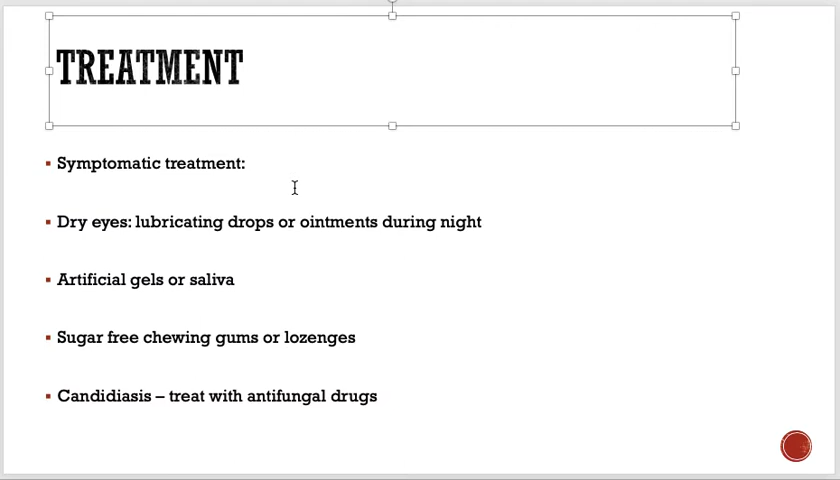 TREATMENT
Symptomatic treatment:
Dry eyes: lubricating drops or ointments during night
Artificial gels or saliva
Sugar free chewing gums or lozenges
Candidiasis – treat with antifungal drugs